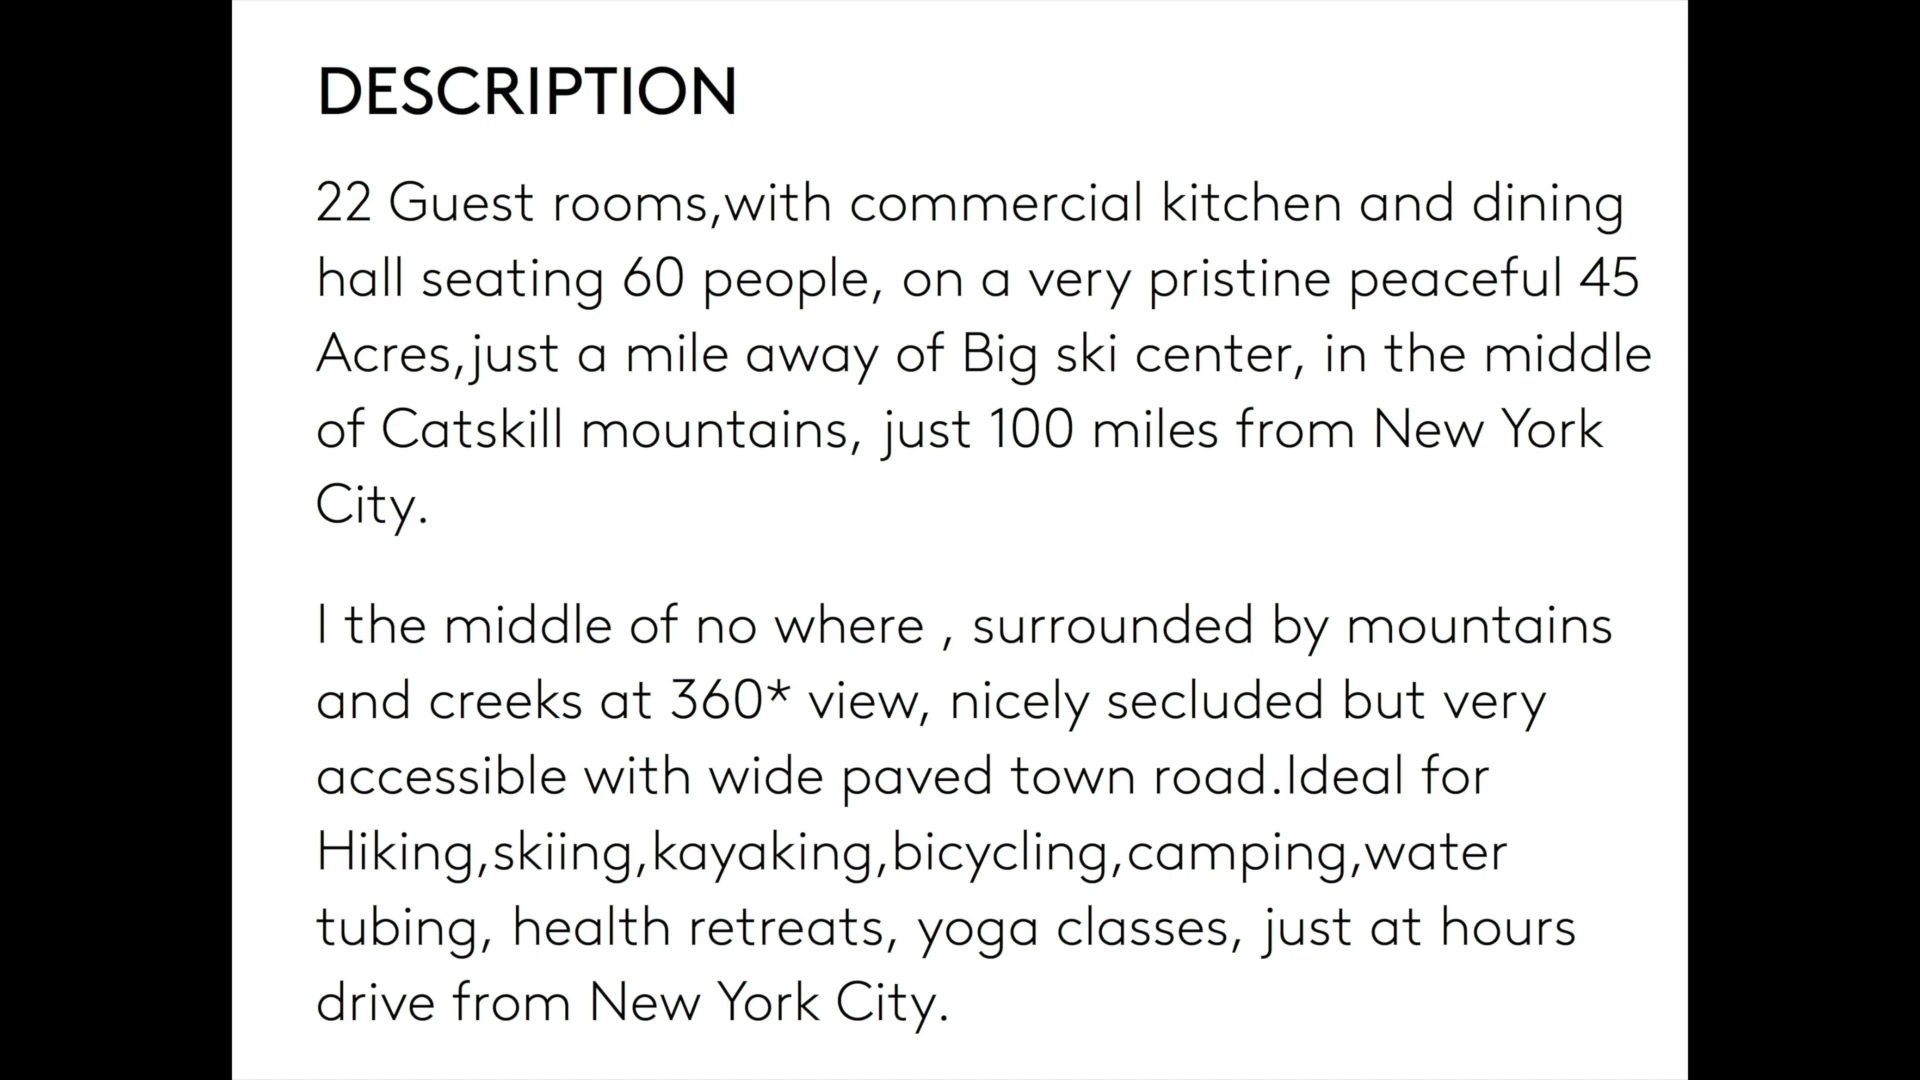 DESCRIPTION
22 Guest rooms,with commercial kitchen and dining
hall seating 60 people, on a very pristine peaceful 45
Acres,just a mile away of Big ski center, in the middle
of Catskill mountains, just 100 miles from New York
City.
I the middle of no where , surrounded by mountains
and creeks at 360* view, nicely secluded but very
accessible with wide paved town road.Ideal for
Hiking,skiing,kayaking,bicycling,camping,water
tubing, health retreats, yoga classes, just at hours
drive from New York City.